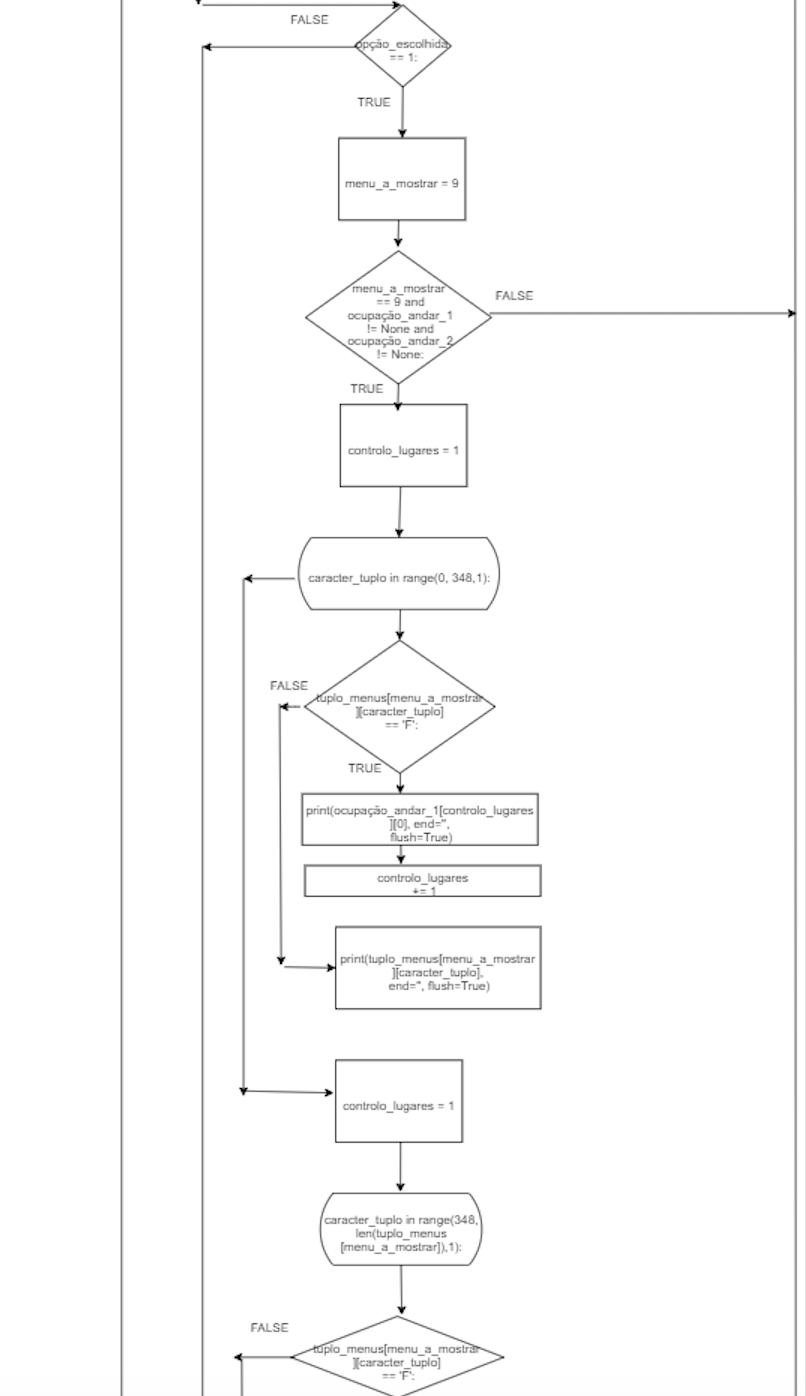 FALSE
opção_escolhida
== 1:
TRUE
menu_a_mostrar = 9
menu_a_mostrar
== 9 and
ocupação_andar_1
!= None and
ocupação_andar_2
!= None:
FALSE
TRUE
controlo_lugares = 1
caracter_tuplo in range(0, 348,1):
FALSE
tuplo_menus[menu_a_mostrar
][caracter_tuplo]
== 'F':
TRUE
print(ocupação_andar_1[controlo_lugares
][0], end='',
flush=True)
controlo_lugares
+= 1
print(tuplo_menus[menu_a_mostrar
][caracter_tuplo],
end='', flush=True)
controlo_lugares = 1
caracter_tuplo in range(348,
len(tuplo_menus
[menu_a_mostrar]),1):
FALSE
tuplo_menus[menu_a_mostrar
][caracter_tuplo]
== 'F':